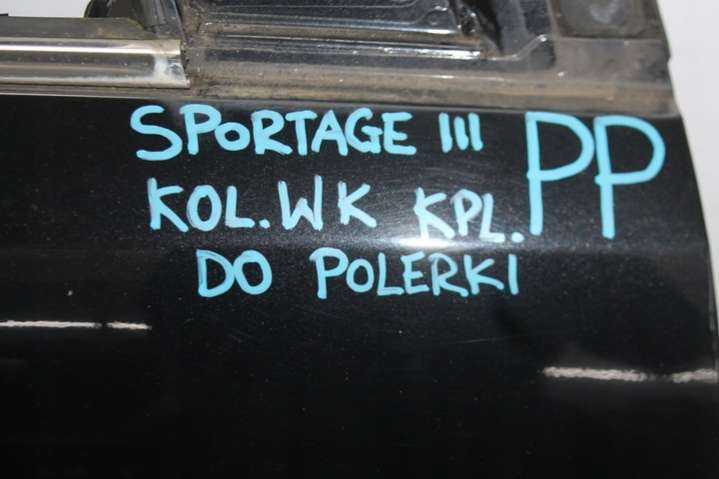 SPORTAGE III PP
KOL.WK KPL.
DO POLERKI